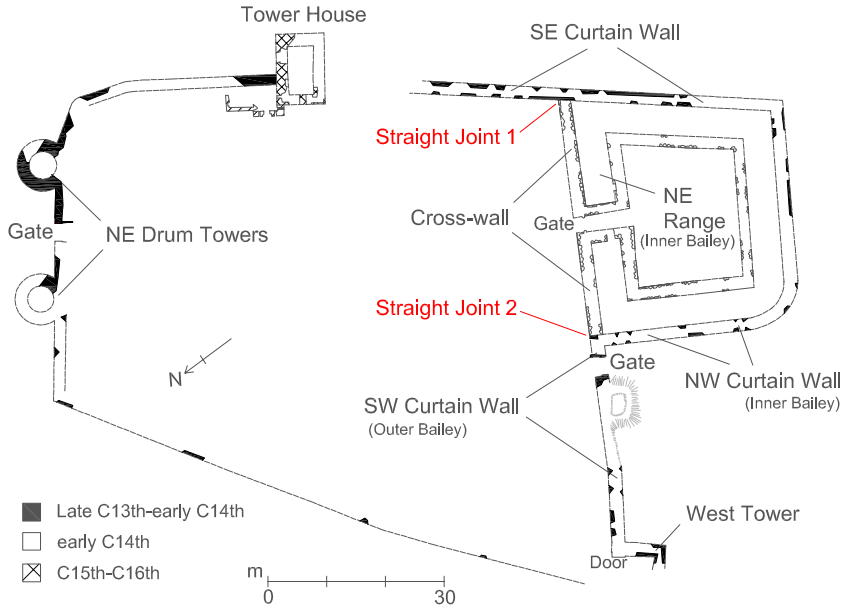 Tower House
SE Curtain Wall
Straight Joint 1
Cross-wall
Gate
NE
Range
(Inner Bailey)
Gate
NE Drum Towers
Straight Joint 2
N
Gate
SW Curtain Wall
(Outer Bailey)
NW Curtain Wall
(Inner Bailey)
West Tower
Door
Late C13th-early C14th
early C14th
C15th-C16th
m
0
30